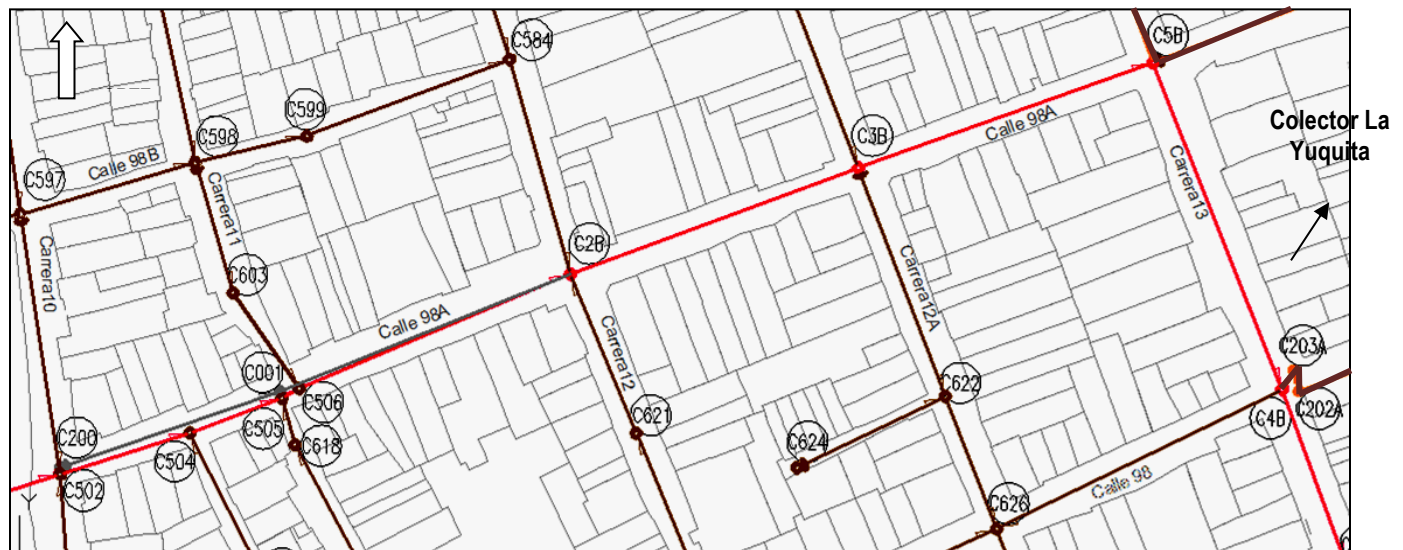 C584
C5B
C599
C598
C3B
Calle 98A
Colector La
Yuquita
Calle 98B
C597
Carrera11
Carrera13
C2B
Carrera10
C603
Carrera12A
Calle 98A
C203A
C001
C506
Carrera12
C622
C202A
C4B
C200
C505
C621
C504
C618
C624
C502
Calle 98
C626